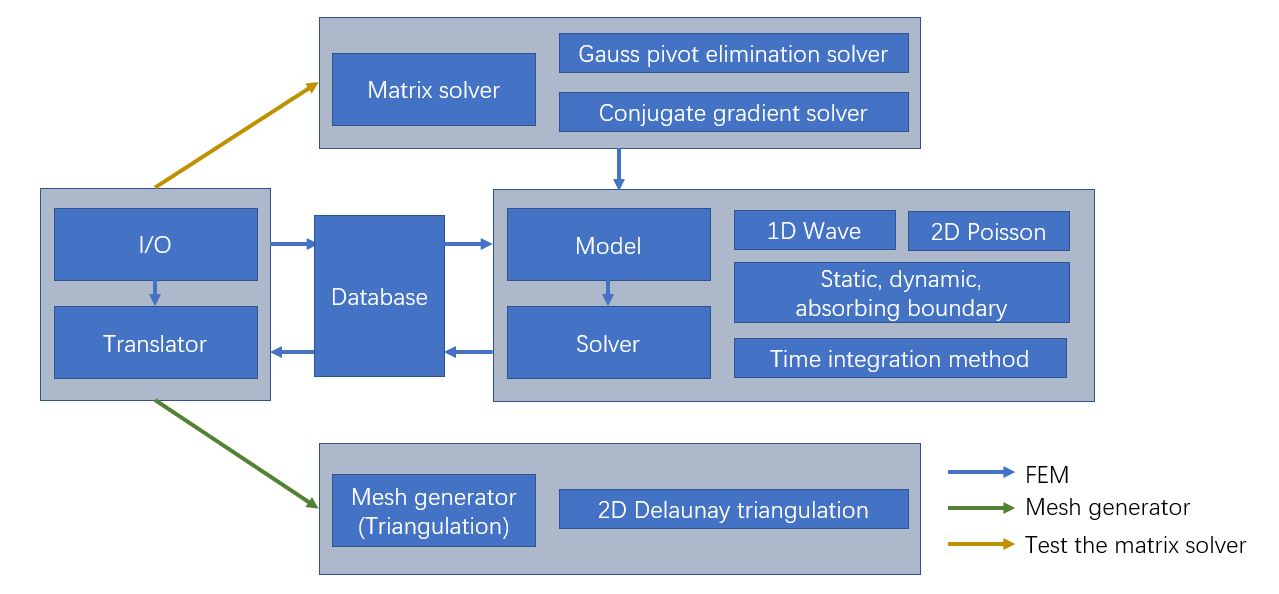 Matrix solver
Gauss pivot elimination solver
Conjugate gradient solver
I/O
Translator
Database
Model
Solver
1D Wave
2D Poisson
Static, dynamic,
absorbing boundary
Time integration method
Mesh generator
(Triangulation)
2D Delaunay triangulation
FEM
Mesh generator
Test the matrix solver